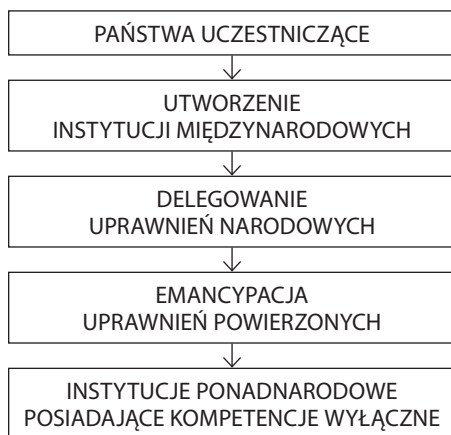 PAŃSTWA UCZESTNICZĄCE
UTWORZENIE
INSTYTUCJI MIĘDZYNARODOWYCH
DELEGOWANIE
UPRAWNIEŃ NARODOWYCH
EMANCYPACJA
UPRAWNIEŃ POWIERZONYCH
INSTYTUCJE PONADNARODOWE
POSIADAJĄCE KOMPETENCJE WYŁĄCZNE